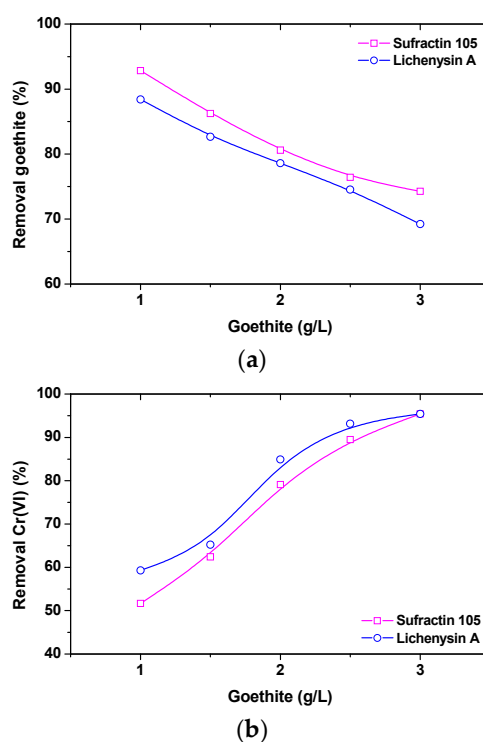 100
90
80
70
60
Removal goethite (%)
Sufractin 105
Lichenysin A
1 2 3
Goethite (g/L)
(a)
100
90
80
70
60
50
40
Removal Cr(VI) (%)
Sufractin 105
Lichenysin A
1 2 3
Goethite (g/L)
(b)